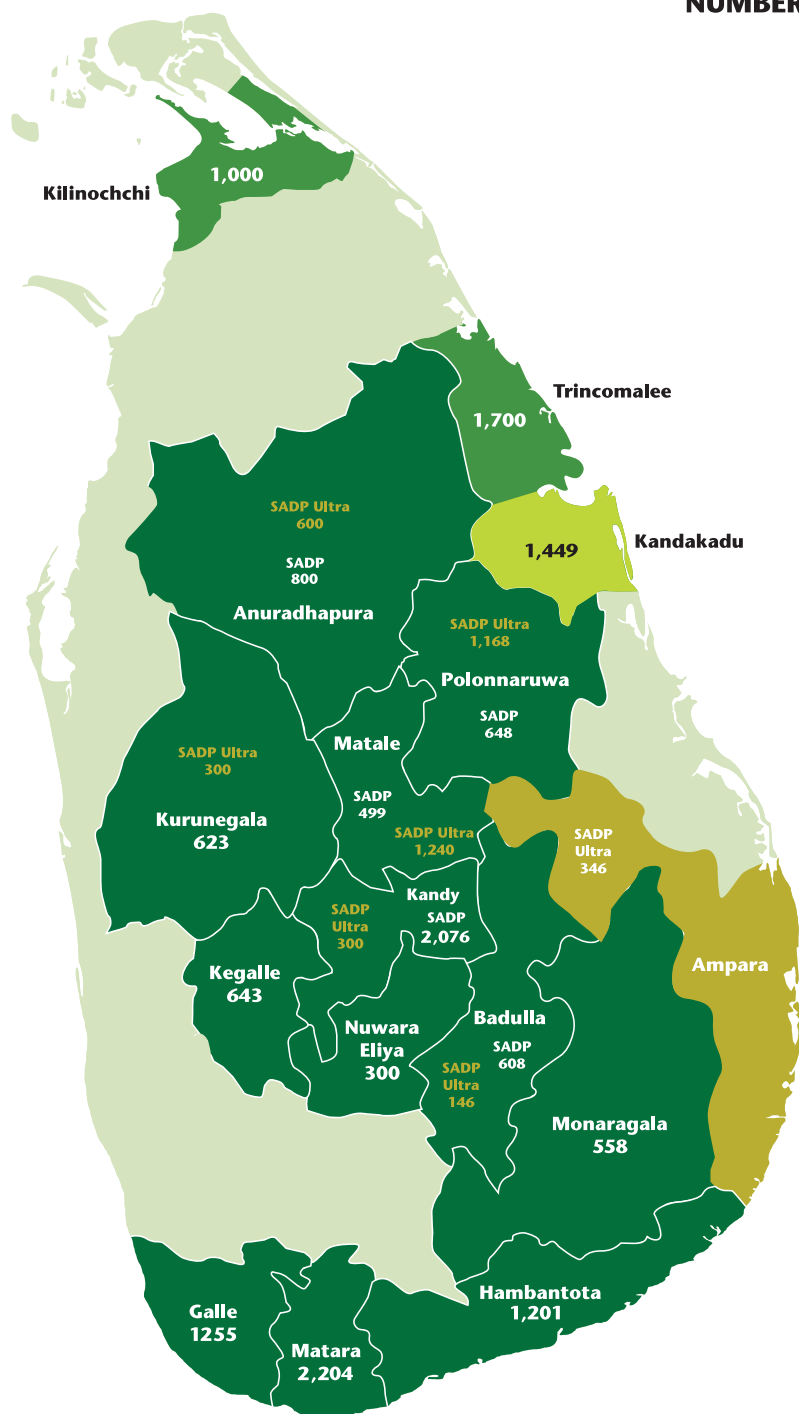 NUMBER
Kilinochchi
1,000
Trincomalee
1,700
SADP Ultra
600
SADP
800
Anuradhapura
1,449
Kandakadu
SADP Ultra
1,168
Polonnaruwa
SADP
648
SADP Ultra
300
Kurunegala
623
Matale
SADP
499
SADP Ultra
1,240
SADP
Ultra
346
Ampara
SADP
Ultra
300
Kandy
SADP
2,076
Kegalle
643
Nuwara
Eliya
300
Badulla
SADP
608
SADP
Ultra
146
Monaragala
558
Galle
1255
Matara
2,204
Hambantota
1,201